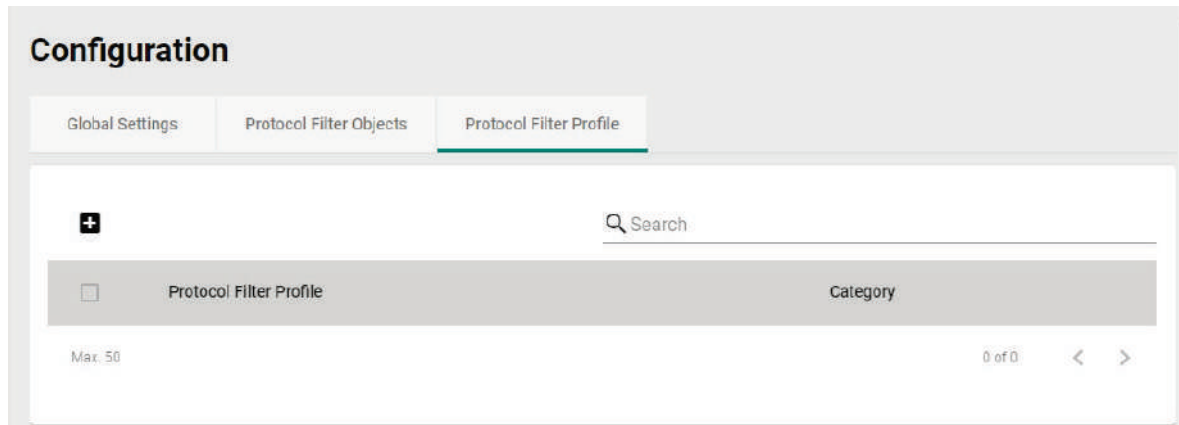 Configuration
Global Settings Protocol Filter Objects Protocol Filter Profile
Search
Protocol Filter Profile Category
Max. 50 0 of 0